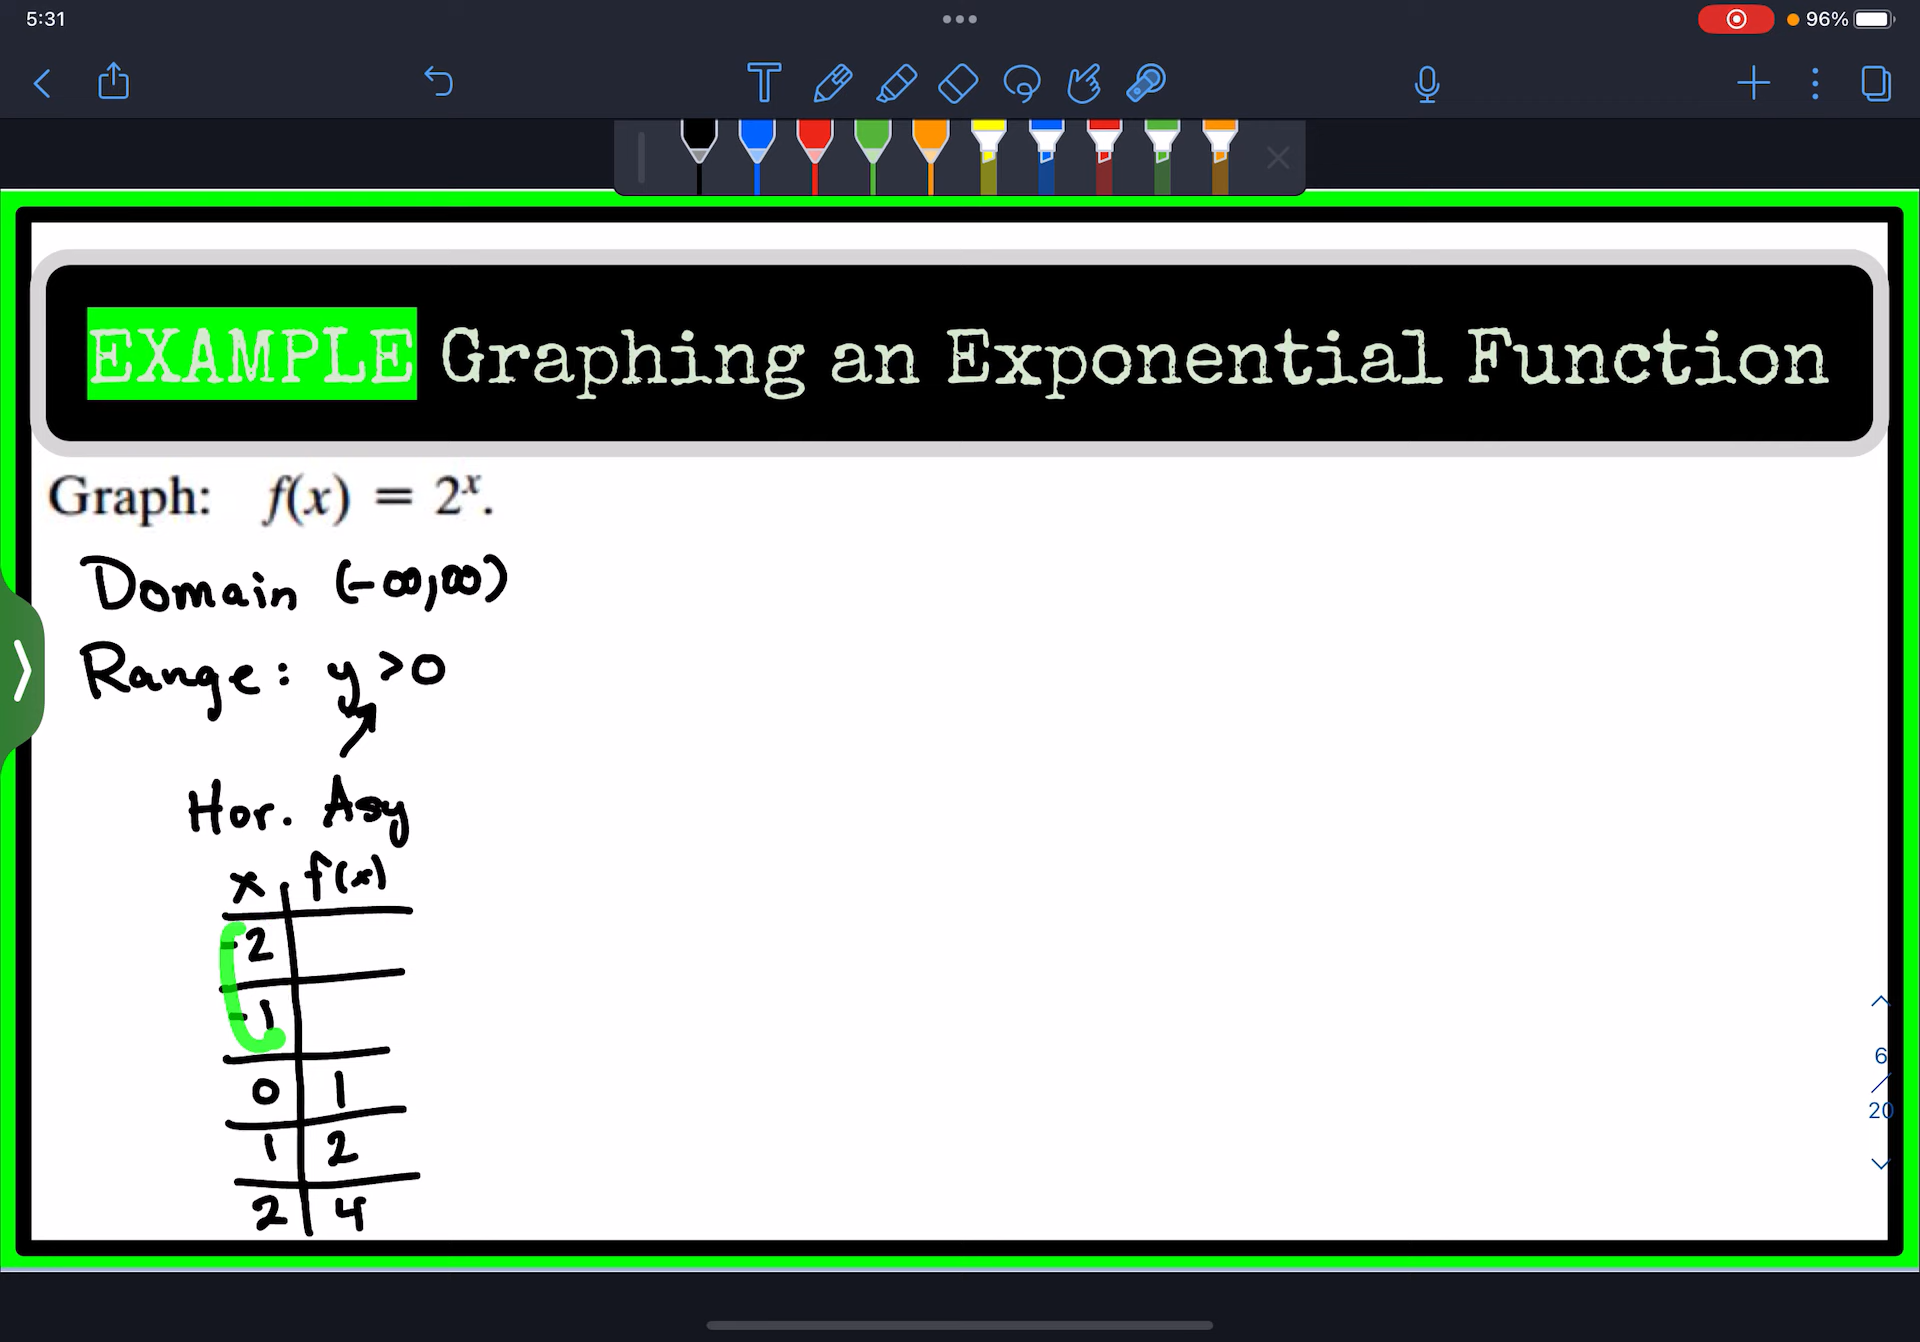 5:31
96%
EXAMPLE Graphing an Exponential Function
Graph: f(x) = 2ˣ.
Domain (-∞,∞)
Range: y >0
Hor. Asy
x f(x)
-2
-1
0 1
1 2
2 4
6
/
20